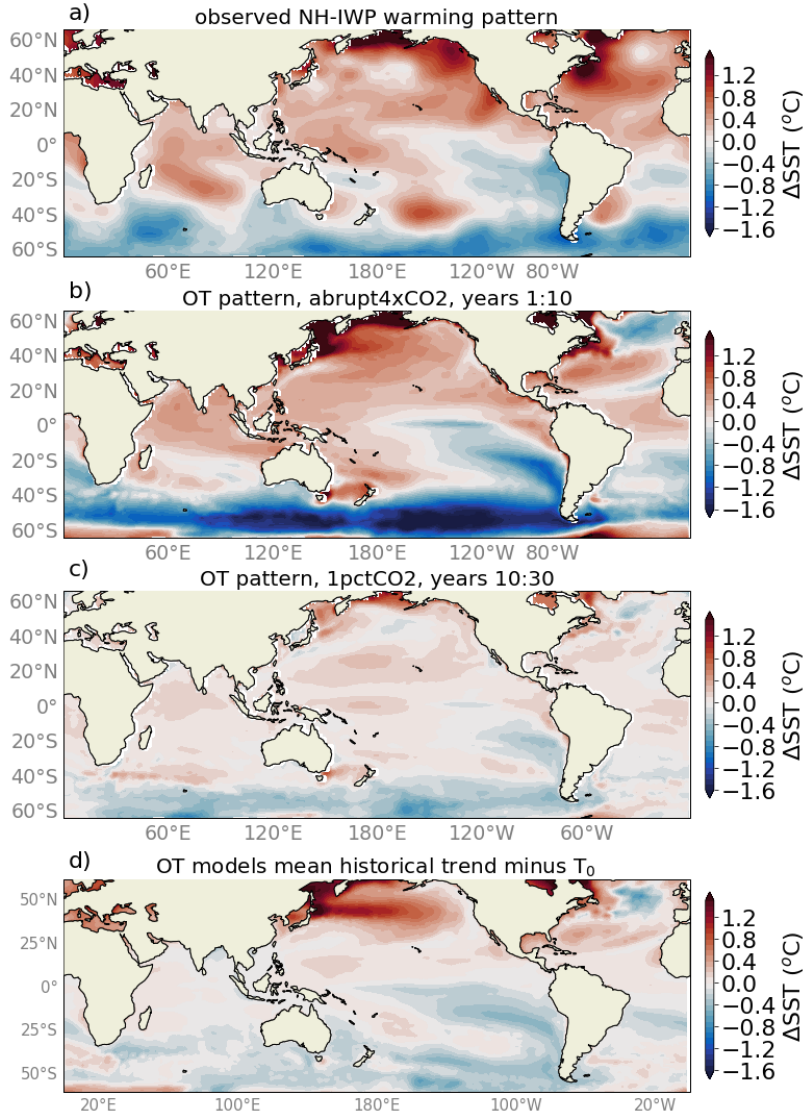 a)
observed NH-IWP warming pattern
60°N
40°N
20°N
0°
20°S
40°S
60°S
60°E 120°E 180°E 120°W 80°W
1.2
0.8
0.4
0.0
−0.4
−0.8
−1.2
−1.6
ΔSST (°C)
b)
OT pattern, abrupt4xCO2, years 1:10
60°N
40°N
20°N
0°
20°S
40°S
60°S
60°E 120°E 180°E 120°W 80°W
1.2
0.8
0.4
0.0
−0.4
−0.8
−1.2
−1.6
ΔSST (°C)
c)
OT pattern, 1pctCO2, years 10:30
60°N
40°N
20°N
0°
20°S
40°S
60°S
60°E 120°E 180°E 120°W 60°W
1.2
0.8
0.4
0.0
−0.4
−0.8
−1.2
−1.6
ΔSST (°C)
d)
OT models mean historical trend minus T₀
50°N
25°N
0°
25°S
50°S
20°E 100°E 180°E 100°W 20°W
1.2
0.8
0.4
0.0
−0.4
−0.8
−1.2
−1.6
ΔSST (°C)